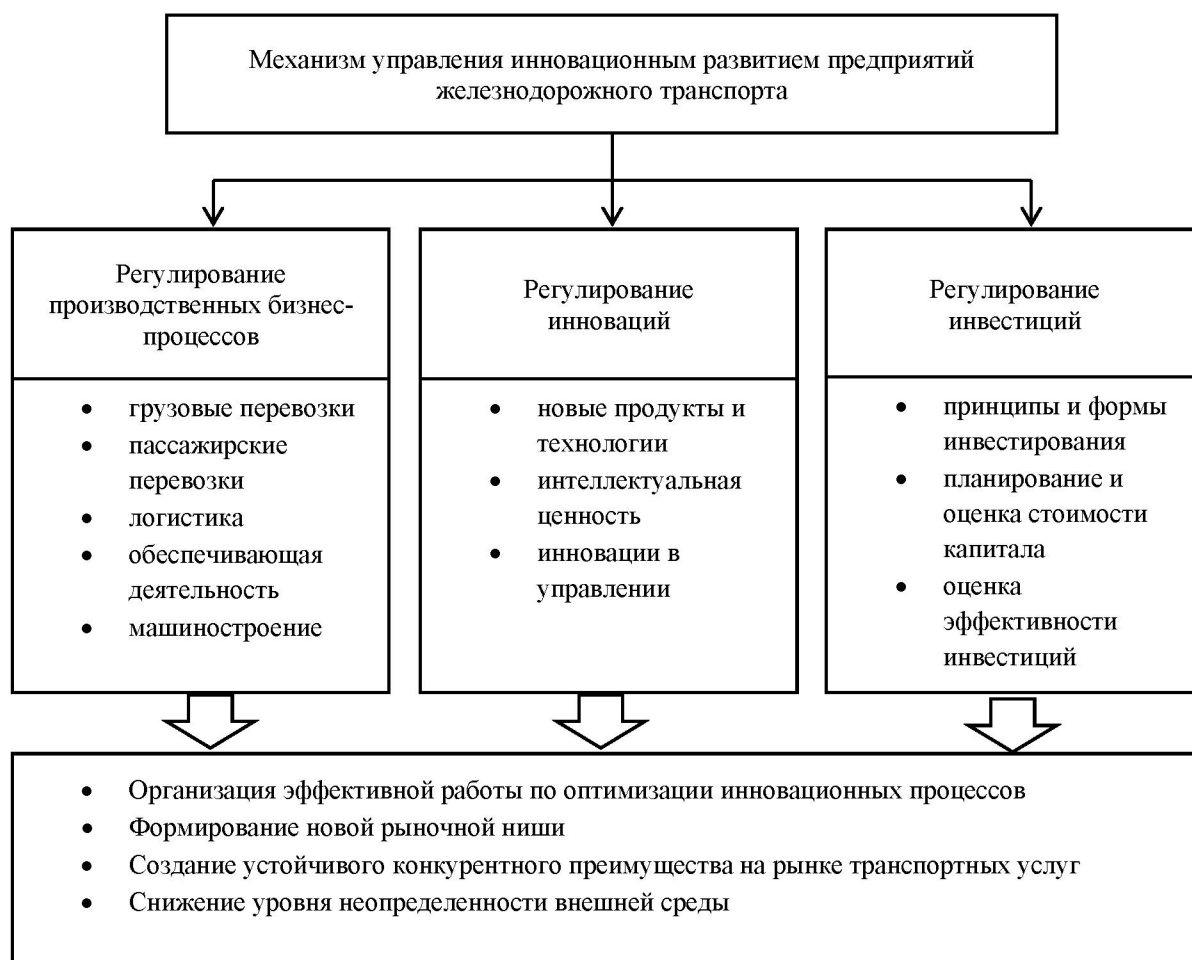 Механизм управления инновационным развитием предприятий
железнодорожного транспорта
Регулирование
производственных бизнес-
процессов
• грузовые перевозки
• пассажирские
перевозки
• логистика
• обеспечивающая
деятельность
• машиностроение
Регулирование
инноваций
• новые продукты и
технологии
• интеллектуальная
ценность
• инновации в
управлении
Регулирование
инвестиций
• принципы и формы
инвестирования
• планирование и
оценка стоимости
капитала
• оценка
эффективности
инвестиций
• Организация эффективной работы по оптимизации инновационных процессов
• Формирование новой рыночной ниши
• Создание устойчивого конкурентного преимущества на рынке транспортных услуг
• Снижение уровня неопределенности внешней среды